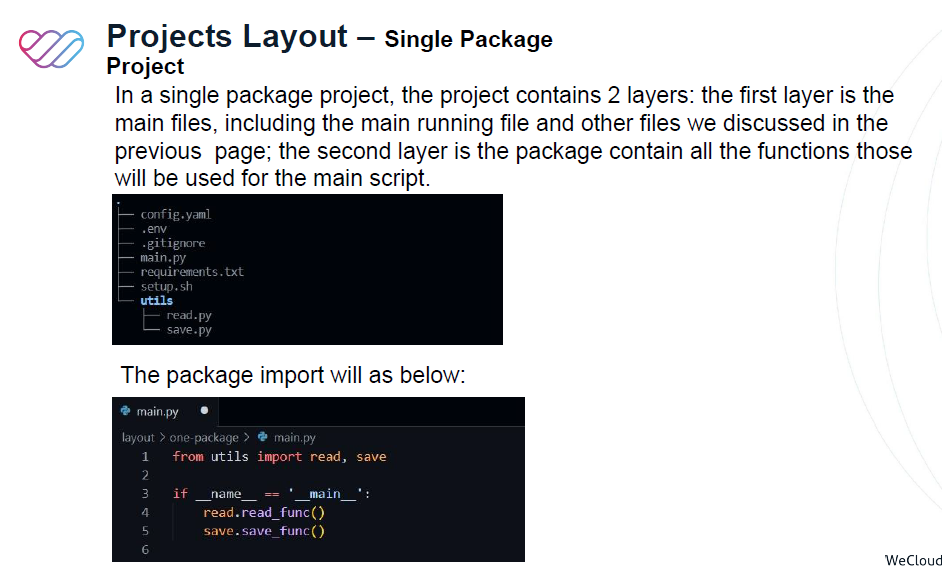 Projects Layout – Single Package
Project
In a single package project, the project contains 2 layers: the first layer is the
main files, including the main running file and other files we discussed in the
previous page; the second layer is the package contain all the functions those
will be used for the main script.
.
├── config.yaml
├── .env
├── .gitignore
├── main.py
├── requirements.txt
├── setup.sh
└── utils
    ├── read.py
    └── save.py
The package import will as below:
main.py ●
layout > one-package > main.py
1 from utils import read, save
2
3 if __name__ == '__main__':
4     read.read_func()
5     save.save_func()
6
WeCloud